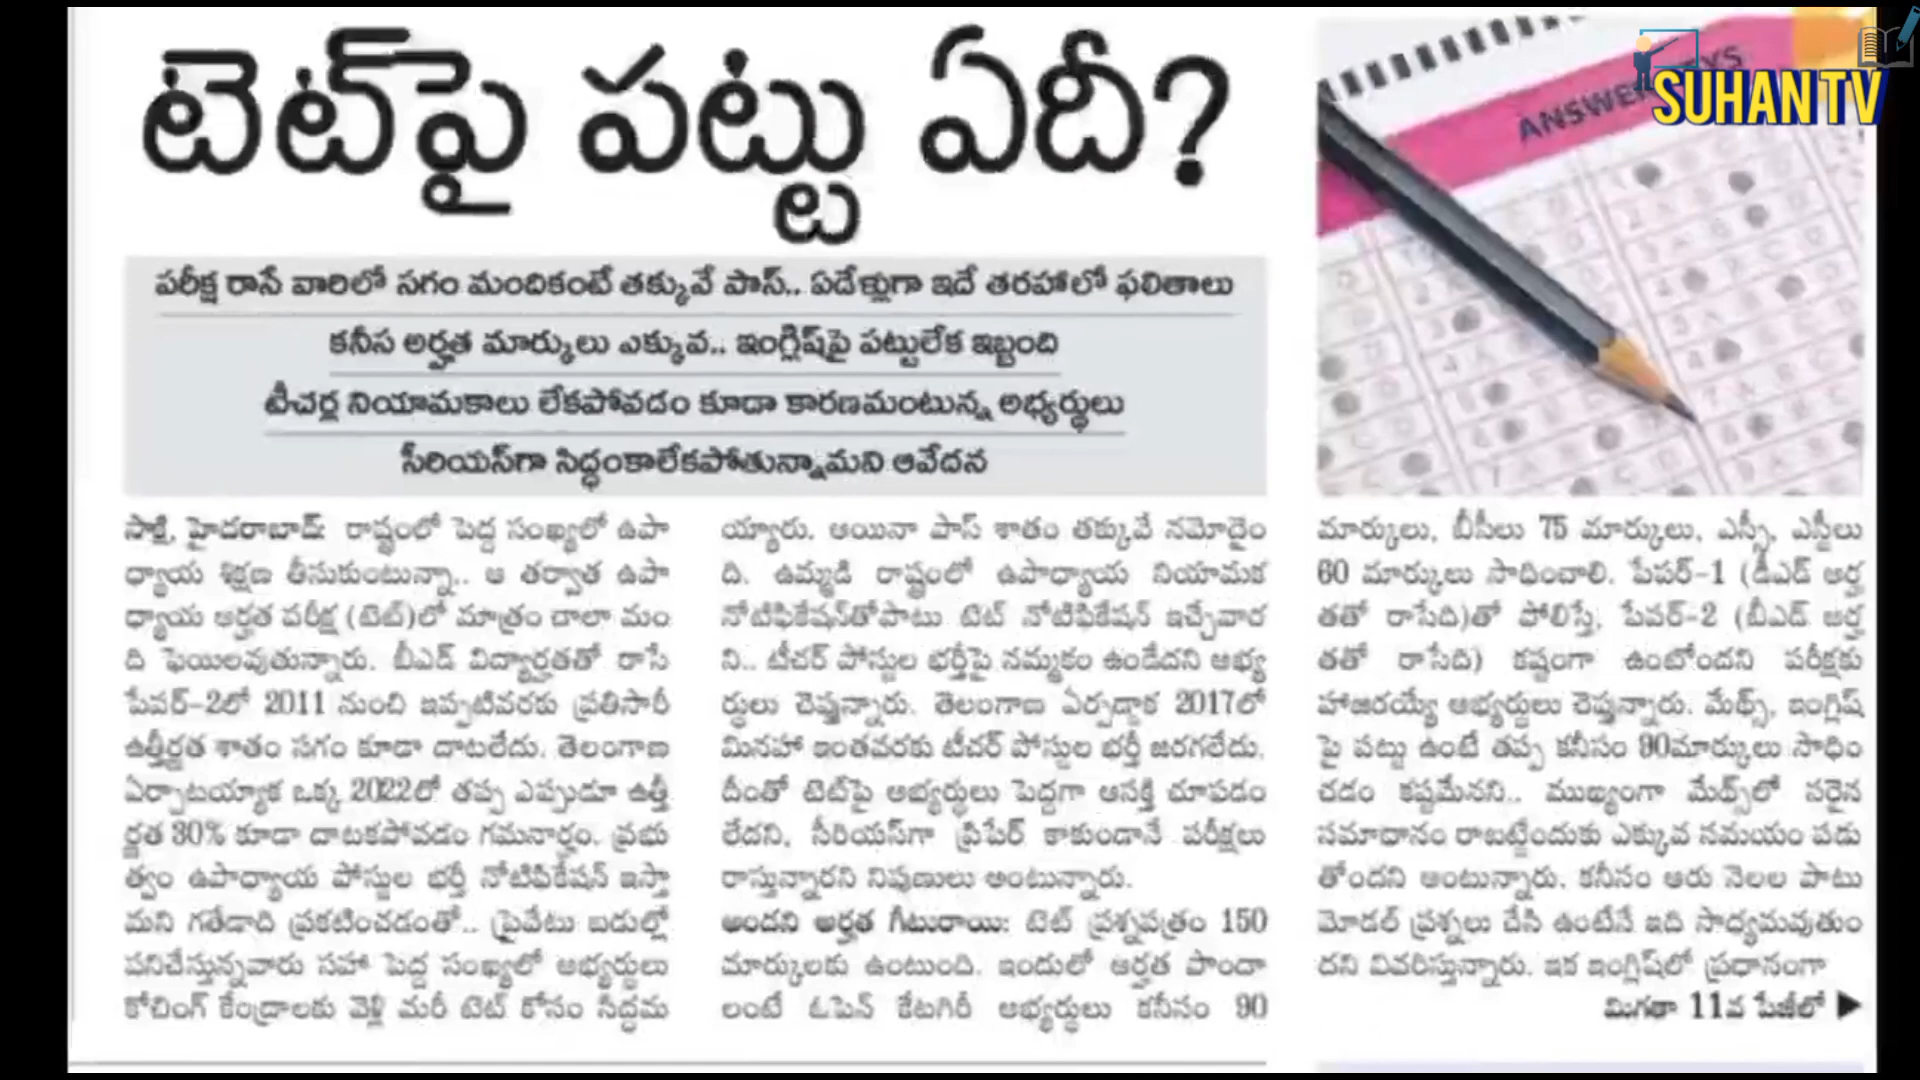 టెట్‌పై పట్టు ఏదీ?
ANSWER
SUHAN TV
పరీక్ష రాసే వారిలో సగం మందికంటే తక్కువే పాస్.. ఏడేళ్లుగా ఇదే తరహాలో ఫలితాలు
కనీస అర్హత మార్కులు ఎక్కువ.. ఇంగ్లిష్‌పై పట్టులేక ఇబ్బంది
టీచర్ల నియామకాలు లేకపోవడం కూడా కారణమంటున్న అభ్యర్థులు
సీరియస్‌గా సిద్ధంకాలేకపోతున్నామని ఆవేదన
సాక్షి, హైదరాబాద్: రాష్ట్రంలో పెద్ద సంఖ్యలో ఉపా
ధ్యాయ శిక్షణ తీసుకుంటున్నా.. ఆ తర్వాత ఉపా
ధ్యాయ అర్హత పరీక్ష (టెట్)లో మాత్రం చాలా మం
ది ఫెయిలవుతున్నారు. బీఎడ్ విద్యార్హతతో రాసే
పేపర్-2లో 2011 నుంచి ఇప్పటివరకు ప్రతిసారీ
ఉత్తీర్ణత శాతం సగం కూడా దాటలేదు. తెలంగాణ
ఏర్పాటయ్యాక ఒక్క 2022లో తప్ప ఎప్పుడూ ఉత్తీ
ర్ణత 30% కూడా దాటకపోవడం గమనార్హం. ప్రభు
త్వం ఉపాధ్యాయ పోస్టుల భర్తీ నోటిఫికేషన్ ఇస్తా
మని గతేడాది ప్రకటించడంతో.. ప్రైవేటు బడుల్లో
పనిచేస్తున్నవారు సహా పెద్ద సంఖ్యలో అభ్యర్థులు
కోచింగ్ కేంద్రాలకు వెళ్లి మరీ టెట్ కోసం సిద్ధమ
య్యారు. అయినా పాస్ శాతం తక్కువే నమోదైం
ది. ఉమ్మడి రాష్ట్రంలో ఉపాధ్యాయ నియామక
నోటిఫికేషన్‌తోపాటు టెట్ నోటిఫికేషన్ ఇచ్చేవార
ని.. టీచర్ పోస్టుల భర్తీపై నమ్మకం ఉండేదని అభ్య
ర్థులు చెప్తున్నారు. తెలంగాణ ఏర్పడ్డాక 2017లో
మినహా ఇంతవరకు టీచర్ పోస్టుల భర్తీ జరగలేదు.
దీంతో టెట్‌పై అభ్యర్థులు పెద్దగా ఆసక్తి చూపడం
లేదని, సీరియస్‌గా ప్రిపేర్ కాకుండానే పరీక్షలు
రాస్తున్నారని నిపుణులు అంటున్నారు.
అందని అర్హత గీటురాయి: టెట్ ప్రశ్నపత్రం 150
మార్కులకు ఉంటుంది. ఇందులో అర్హత పొందా
లంటే ఓపెన్ కేటగిరీ అభ్యర్థులు కనీసం 90
మార్కులు, బీసీలు 75 మార్కులు, ఎస్సీ, ఎస్టీలు
60 మార్కులు సాధించాలి. పేపర్-1 (డీఎడ్ అర్హ
తతో రాసేది)తో పోలిస్తే, పేపర్-2 (బీఎడ్ అర్హ
తతో రాసేది) కష్టంగా ఉంటోందని పరీక్షకు
హాజరయ్యే అభ్యర్థులు చెప్తున్నారు. మేథ్స్, ఇంగ్లిష్
పై పట్టు ఉంటే తప్ప కనీసం 90మార్కులు సాధిం
చడం కష్టమేనని.. ముఖ్యంగా మేథ్స్‌లో సరైన
సమాధానం రాబట్టేందుకు ఎక్కువ సమయం పడు
తోందని అంటున్నారు. కనీసం ఆరు నెలల పాటు
మోడల్ ప్రశ్నలు చేసి ఉంటేనే ఇది సాధ్యమవుతుం
దని వివరిస్తున్నారు. ఇక ఇంగ్లిష్‌లో ప్రధానంగా
మిగతా 11వ పేజీలో ▶